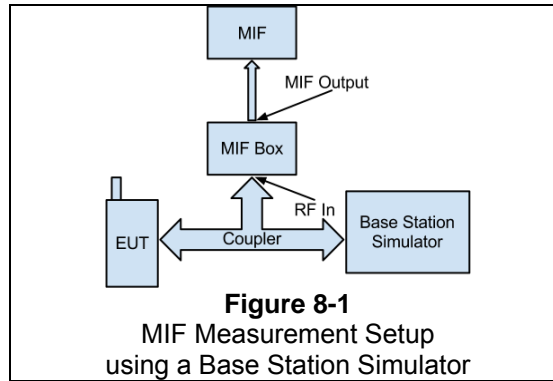 MIF
MIF Output
MIF Box
RF In
EUT
Coupler
Base Station
Simulator
Figure 8-1
MIF Measurement Setup
using a Base Station Simulator